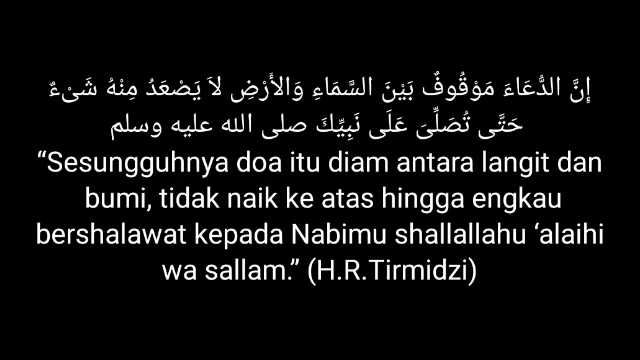 إِنَّ الدُّعَاءَ مَوْقُوفٌ بَيْنَ السَّمَاءِ وَالأَرْضِ لاَ يَصْعَدُ مِنْهُ شَىْءٌ
حَتَّى تُصَلِّىَ عَلَى نَبِيِّكَ صلى الله عليه وسلم
“Sesungguhnya doa itu diam antara langit dan
bumi, tidak naik ke atas hingga engkau
bershalawat kepada Nabimu shallallahu ‘alaihi
wa sallam.” (H.R.Tirmidzi)